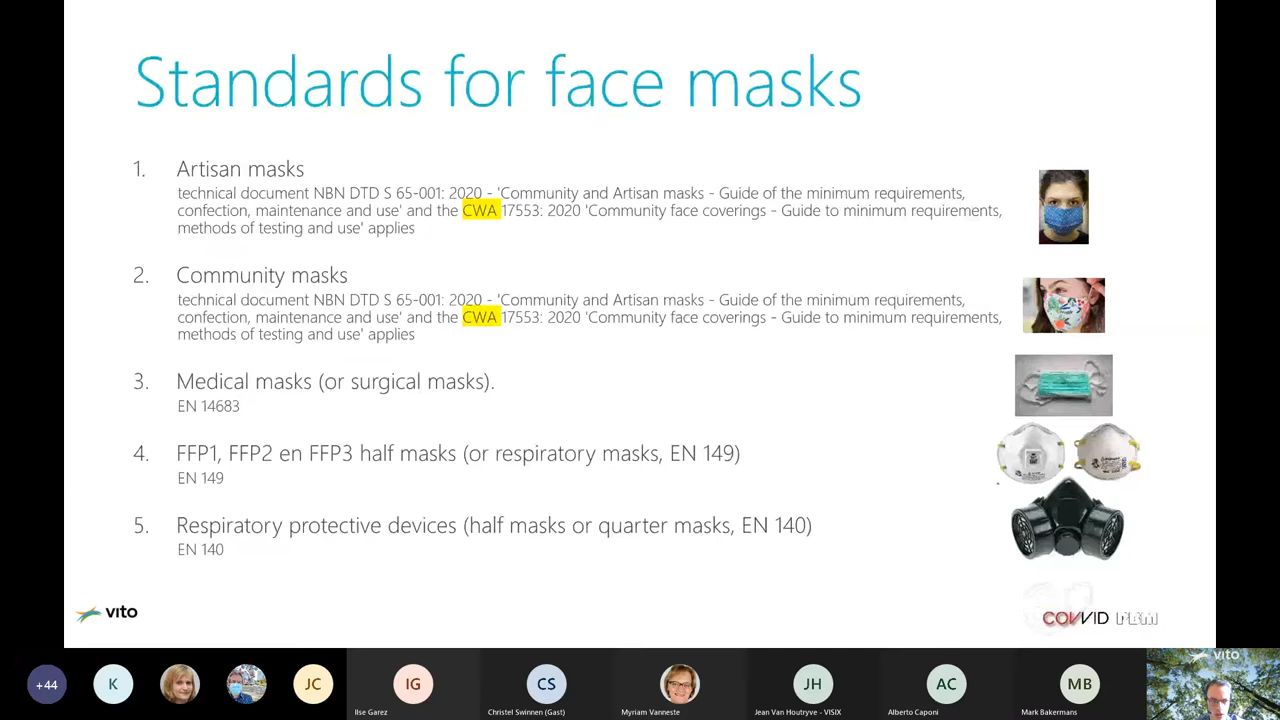 Standards for face masks
1. Artisan masks
technical document NBN DTD S 65-001: 2020 - 'Community and Artisan masks - Guide of the minimum requirements,
confection, maintenance and use' and the CWA 17553: 2020 'Community face coverings - Guide to minimum requirements,
methods of testing and use' applies
2. Community masks
technical document NBN DTD S 65-001: 2020 - 'Community and Artisan masks - Guide of the minimum requirements,
confection, maintenance and use' and the CWA 17553: 2020 'Community face coverings - Guide to minimum requirements,
methods of testing and use' applies
3. Medical masks (or surgical masks).
EN 14683
4. FFP1, FFP2 en FFP3 half masks (or respiratory masks, EN 149)
EN 149
5. Respiratory protective devices (half masks or quarter masks, EN 140)
EN 140
vito
COVVID PBM
vito
+44
K
JC
IG
CS
JH
AC
MB
Ilse Garez
Christel Swinnen (Gast)
Myriam Vanneste
Jean Van Houtryve - VISIX
Alberto Caponi
Mark Bakermans